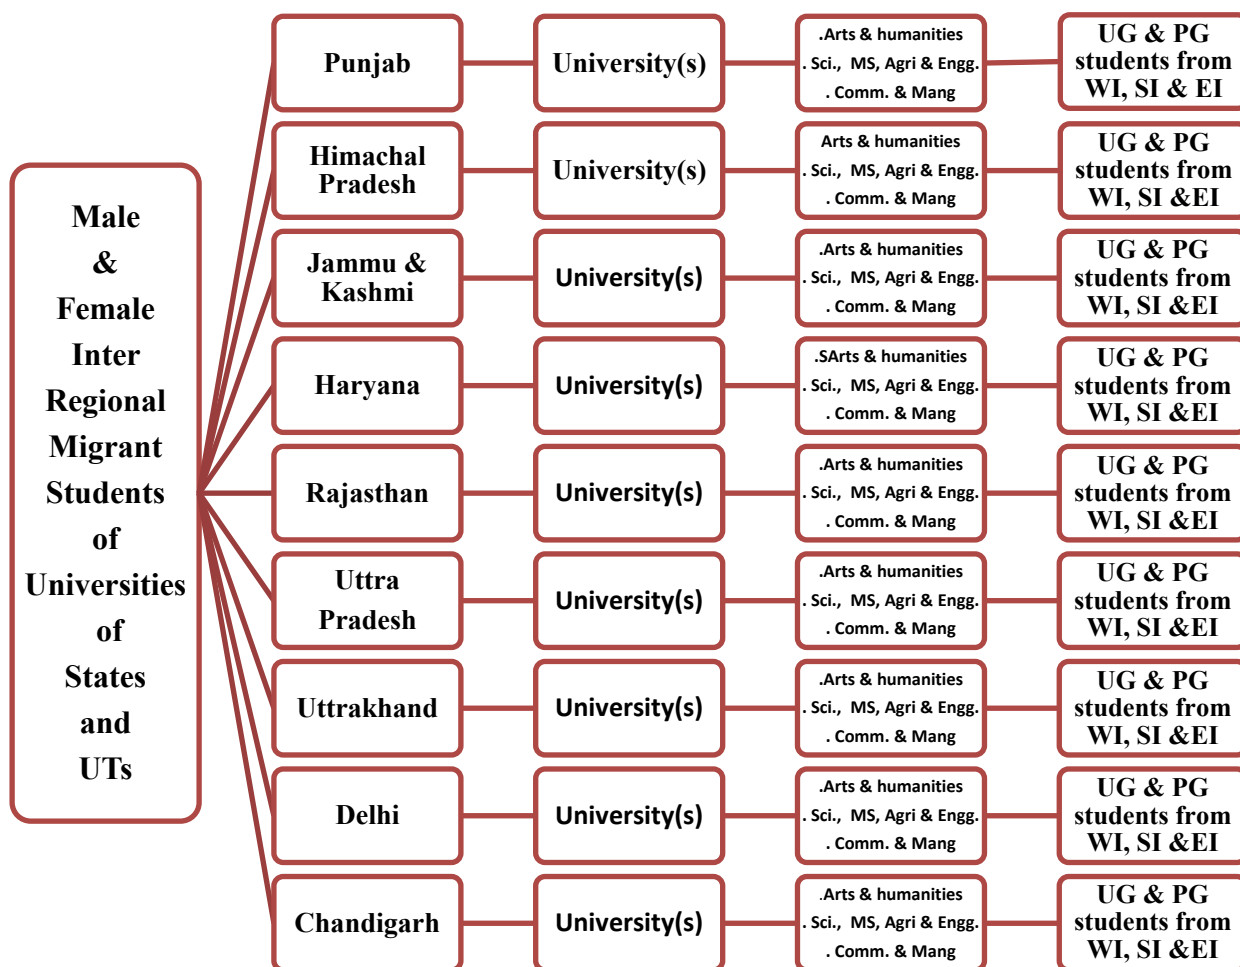 Male
&
Female
Inter
Regional
Migrant
Students
of
Universities
of
States
and
UTs
Punjab
University(s)
.Arts & humanities
. Sci., MS, Agri & Engg.
. Comm. & Mang
UG & PG
students from
WI, SI & EI
Himachal
Pradesh
University(s)
Arts & humanities
. Sci., MS, Agri & Engg.
. Comm. & Mang
UG & PG
students from
WI, SI &EI
Jammu &
Kashmi
University(s)
.Arts & humanities
. Sci., MS, Agri & Engg.
. Comm. & Mang
UG & PG
students from
WI, SI &EI
Haryana
University(s)
.SArts & humanities
. Sci., MS, Agri & Engg.
. Comm. & Mang
UG & PG
students from
WI, SI &EI
Rajasthan
University(s)
.Arts & humanities
. Sci., MS, Agri & Engg.
. Comm. & Mang
UG & PG
students from
WI, SI &EI
Uttra
Pradesh
University(s)
.Arts & humanities
. Sci., MS, Agri & Engg.
. Comm. & Mang
UG & PG
students from
WI, SI &EI
Uttrakhand
University(s)
.Arts & humanities
. Sci., MS, Agri & Engg.
. Comm. & Mang
UG & PG
students from
WI, SI &EI
Delhi
University(s)
.Arts & humanities
. Sci., MS, Agri & Engg.
. Comm. & Mang
UG & PG
students from
WI, SI &EI
Chandigarh
University(s)
.Arts & humanities
. Sci., MS, Agri & Engg.
. Comm. & Mang
UG & PG
students from
WI, SI &EI